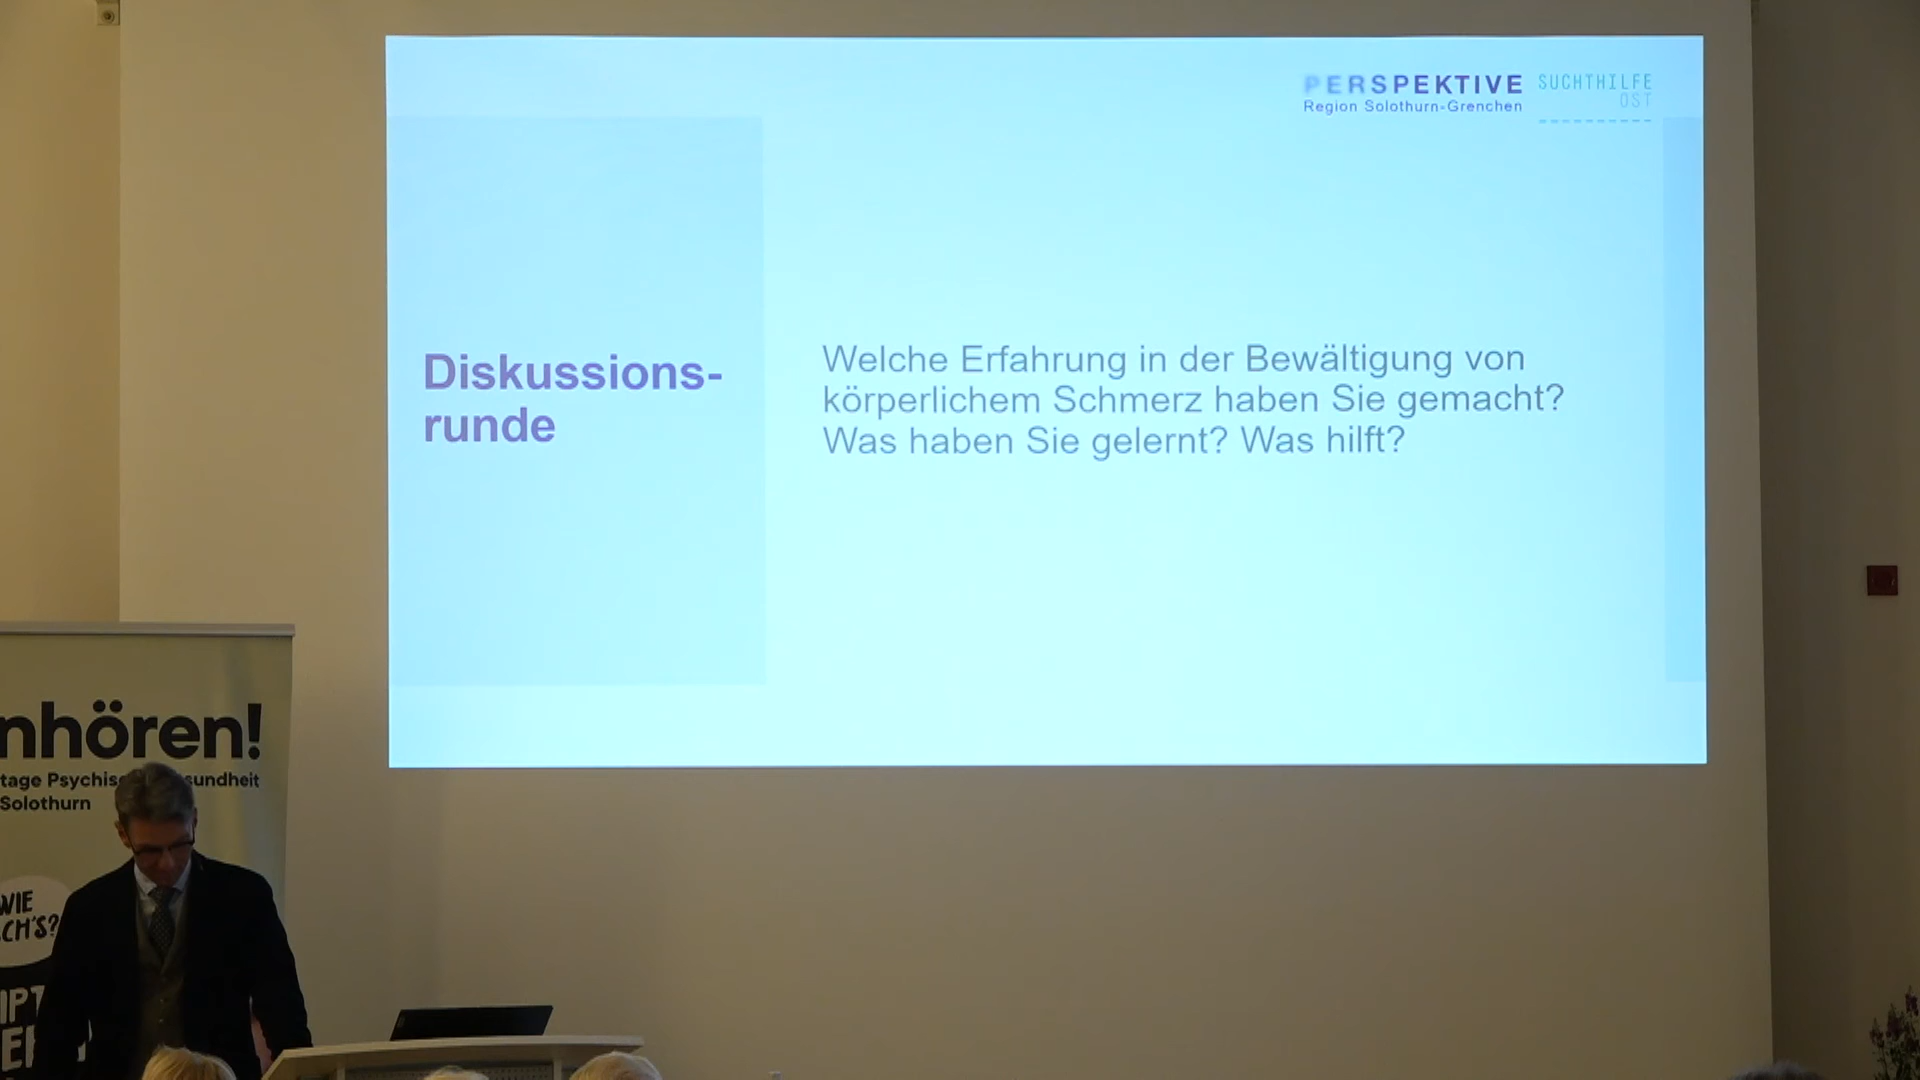 PERSPEKTIVE
Region Solothurn-Grenchen
SUCHTHILFE
OST
Diskussions-
runde
Welche Erfahrung in der Bewältigung von
körperlichem Schmerz haben Sie gemacht?
Was haben Sie gelernt? Was hilft?
nhören!
tage Psychis sundheit
Solothurn
WIE
CH'S?